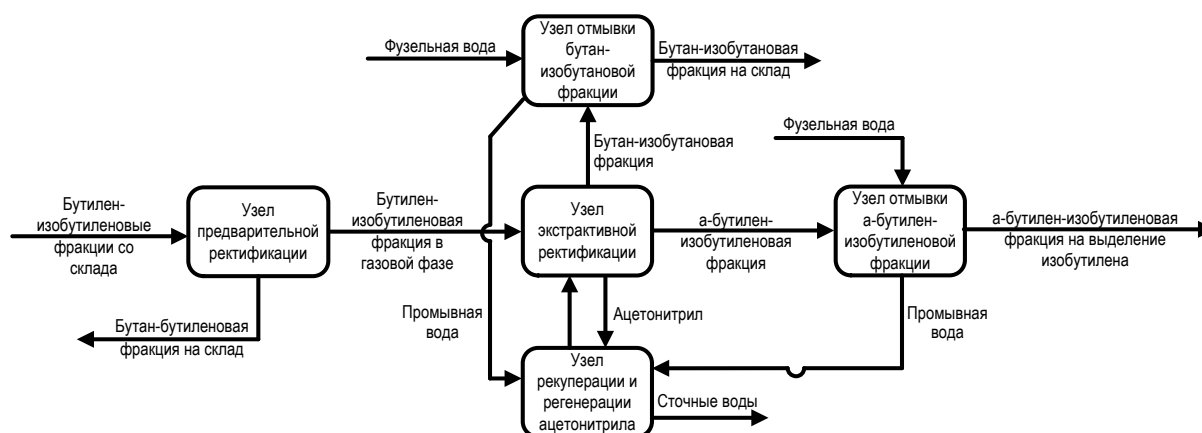 Фузельная вода
Узел отмывки
бутан-
изобутановой
фракции
Бутан-изобутановая
фракция на склад
Бутан-изобутановая
фракция
Фузельная вода
Бутилен-
изобутиленовые
фракции со
склада
Узел
предварительной
ректификации
Бутилен-
изобутиленовая
фракция в
газовой фазе
Узел
экстрактивной
ректификации
а-бутилен-
изобутиленовая
фракция
Узел отмывки
а-бутилен-
изобутиленовой
фракции
а-бутилен-изобутиленовая
фракция на выделение
изобутилена
Бутан-бутиленовая
фракция на склад
Промывная
вода
Ацетонитрил
Промывная
вода
Узел
рекуперации и
регенерации
ацетонитрила
Сточные воды